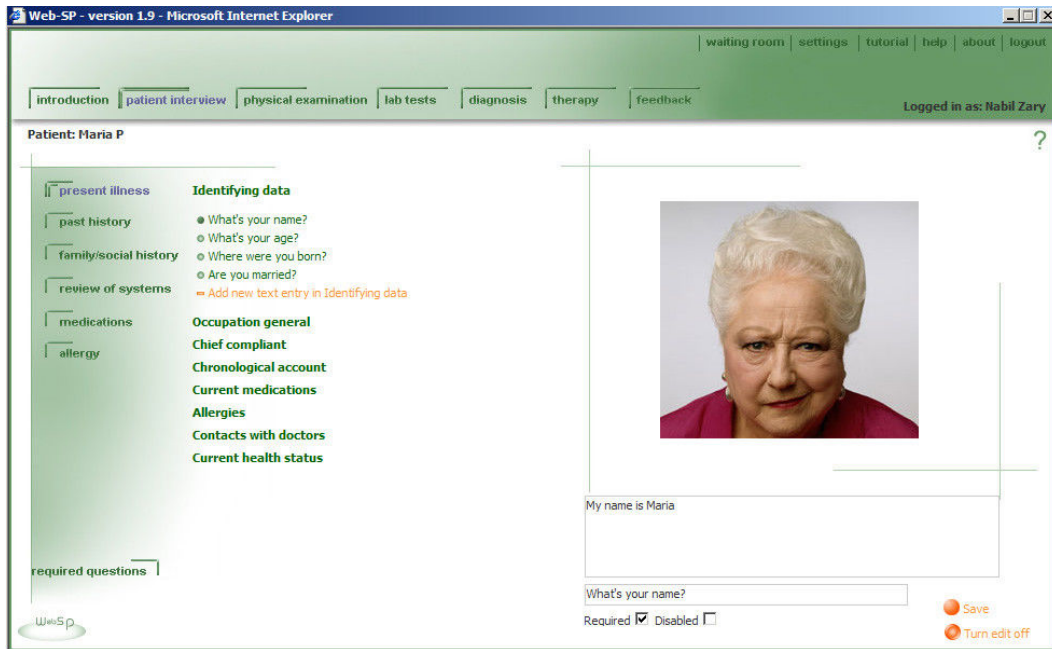 Web-SP - version 1.9 - Microsoft Internet Explorer
waiting room settings tutorial help about logout
introduction patient interview physical examination lab tests diagnosis therapy feedback
Logged in as: Nabil Zary
Patient: Maria P
?
present illness
past history
family/social history
review of systems
medications
allergy
required questions
Identifying data
What's your name?
What's your age?
Where were you born?
Are you married?
Add new text entry in Identifying data
Occupation general
Chief compliant
Chronological account
Current medications
Allergies
Contacts with doctors
Current health status
My name is Maria
What's your name?
Required Disabled
Save
Turn edit off
WebSp